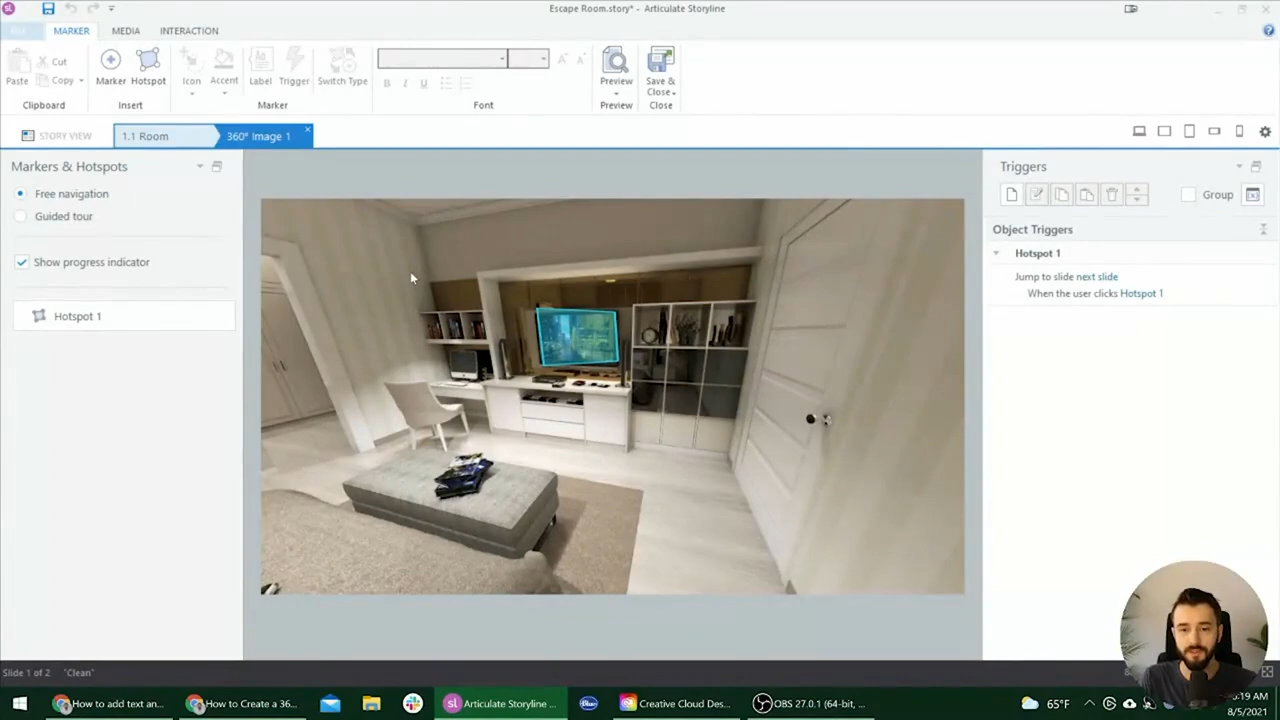 Escape Room.story* - Articulate Storyline
MARKER
MEDIA
INTERACTION
Paste
Cut
Copy
Clipboard
Marker
Hotspot
Insert
Icon
Accent
Label
Trigger
Switch Type
Marker
B
I
U
Font
Preview
Preview
Save & Close
Close
STORY VIEW
1.1 Room
360° Image 1
Markers & Hotspots
Free navigation
Guided tour
Show progress indicator
Hotspot 1
Triggers
Group
Object Triggers
Hotspot 1
Jump to slide next slide
When the user clicks Hotspot 1
Slide 1 of 2
"Clean"
How to add text an...
How to Create a 36...
Articulate Storyline ...
Creative Cloud Des...
OBS 27.0.1 (64-bit, ...
65°F
:19 AM
8/5/2021